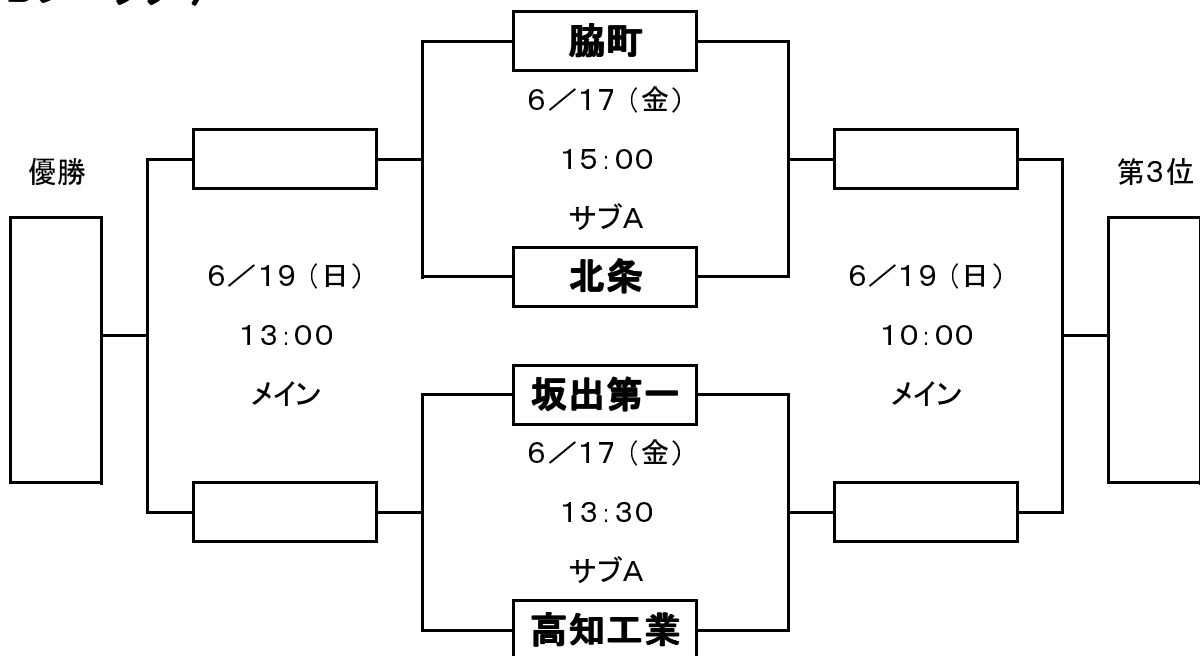 脇町
6／17（金）
15:00
サブA
北条
優勝
第3位
6／19（日）
13:00
メイン
6／19（日）
10:00
メイン
坂出第一
6／17（金）
13:30
サブA
高知工業